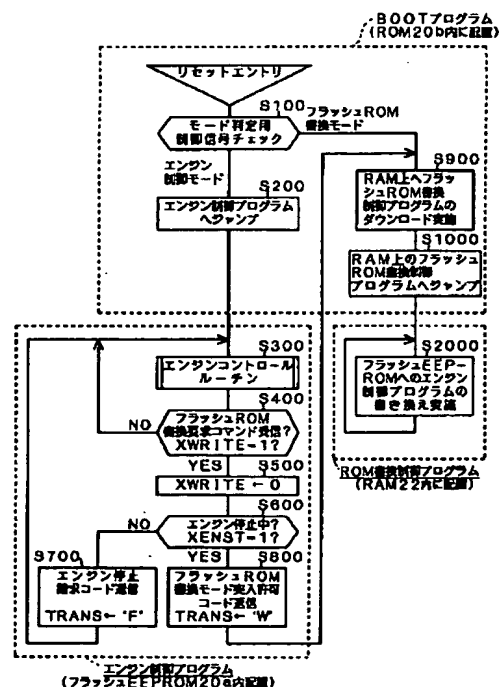 BOOTプログラム
(ROM20b内に配置)
リセットエントリ
S100
モード判定用
制御信号チェック
フラッシュROM
書換モード
エンジン
制御モード
S200
エンジン制御プログラム
へジャンプ
S900
RAM上へフラッ
シュROM書換
制御プログラムの
ダウンロード実施
S1000
RAM上のフラッシュ
ROM書換制御
プログラムへジャンプ
S300
エンジンコントロール
ルーチン
S400
フラッシュROM
書換要求コマンド受信?
XWRITE=1?
NO
YES
S500
XWRITE←0
S600
エンジン停止中?
XENST=1?
NO
YES
S700
エンジン停止
請求コード返信
TRANS←"F"
S800
フラッシュROM
書換モード突入許可
コード返信
TRANS←"W"
S2000
フラッシュEEP-
ROMへのエンジン
制御プログラムの
書き換え実施
ROM書換制御プログラム
(RAM22内に配置)
エンジン制御プログラム
(フラッシュEEPROM20a内配置)